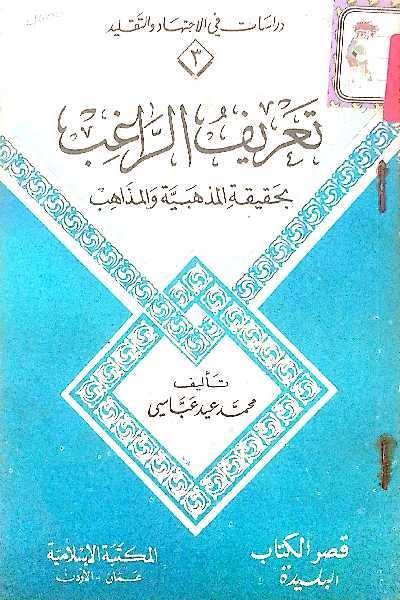 دراسات في الاجتهاد والتقليد
٣
تعريف الراغب
بحقيقة المذهبية والمذاهب
تأليف
محمد عيد عباسي
قصر الكتاب
البليدة
المكتبة الإسلامية
عمان - الأردن